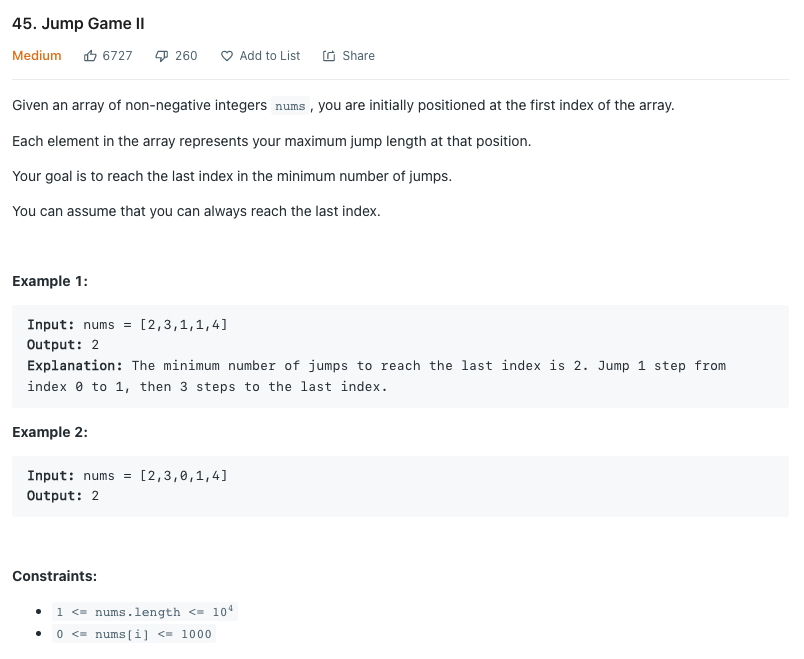 45. Jump Game II
Medium 6727 260 Add to List Share
Given an array of non-negative integers nums , you are initially positioned at the first index of the array.
Each element in the array represents your maximum jump length at that position.
Your goal is to reach the last index in the minimum number of jumps.
You can assume that you can always reach the last index.
Example 1:
Input: nums = [2,3,1,1,4]
Output: 2
Explanation: The minimum number of jumps to reach the last index is 2. Jump 1 step from
index 0 to 1, then 3 steps to the last index.
Example 2:
Input: nums = [2,3,0,1,4]
Output: 2
Constraints:
• 1 <= nums.length <= 10⁴
• 0 <= nums[i] <= 1000